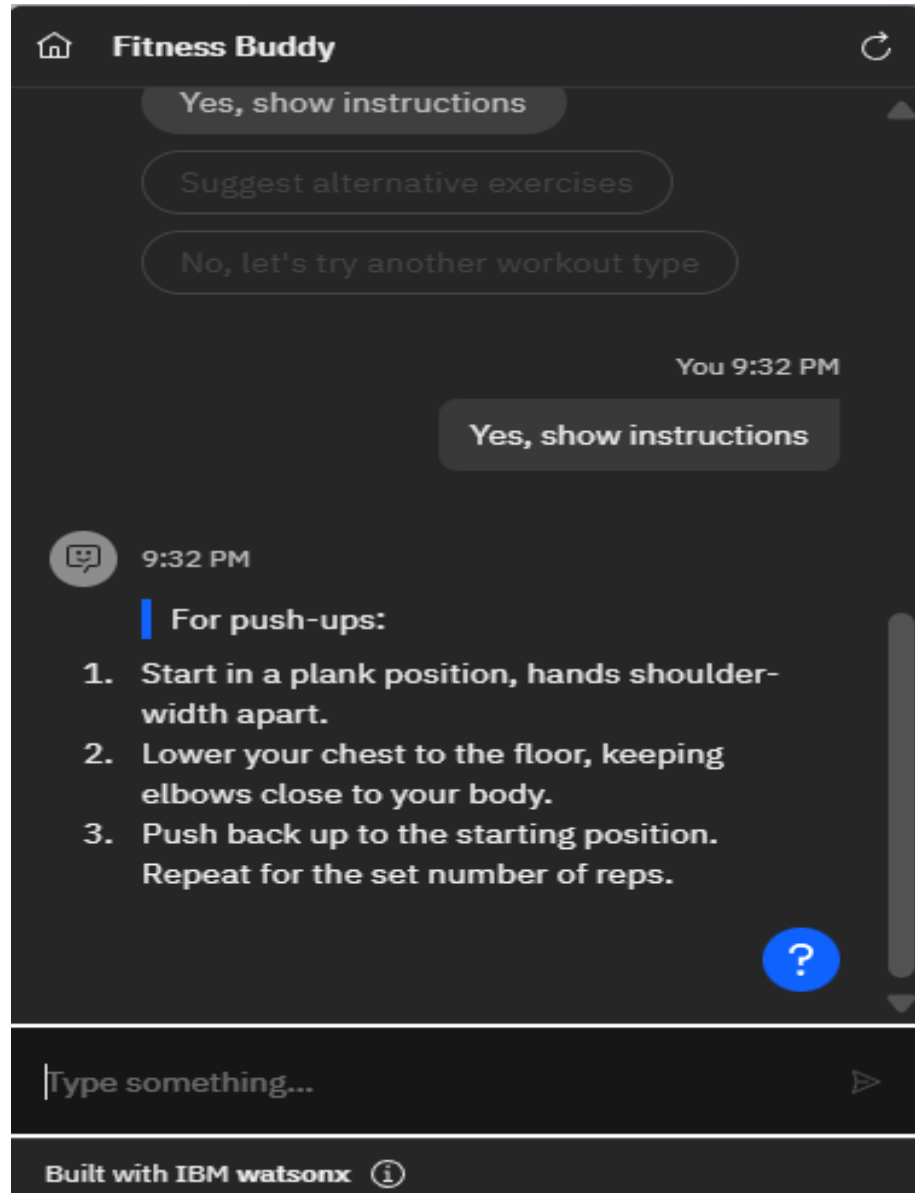 Fitness Buddy
Yes, show instructions
Suggest alternative exercises
No, let's try another workout type
You 9:32 PM
Yes, show instructions
9:32 PM
For push-ups:
1. Start in a plank position, hands shoulder-
width apart.
2. Lower your chest to the floor, keeping
elbows close to your body.
3. Push back up to the starting position.
Repeat for the set number of reps.
?
Type something...
Built with IBM watsonx